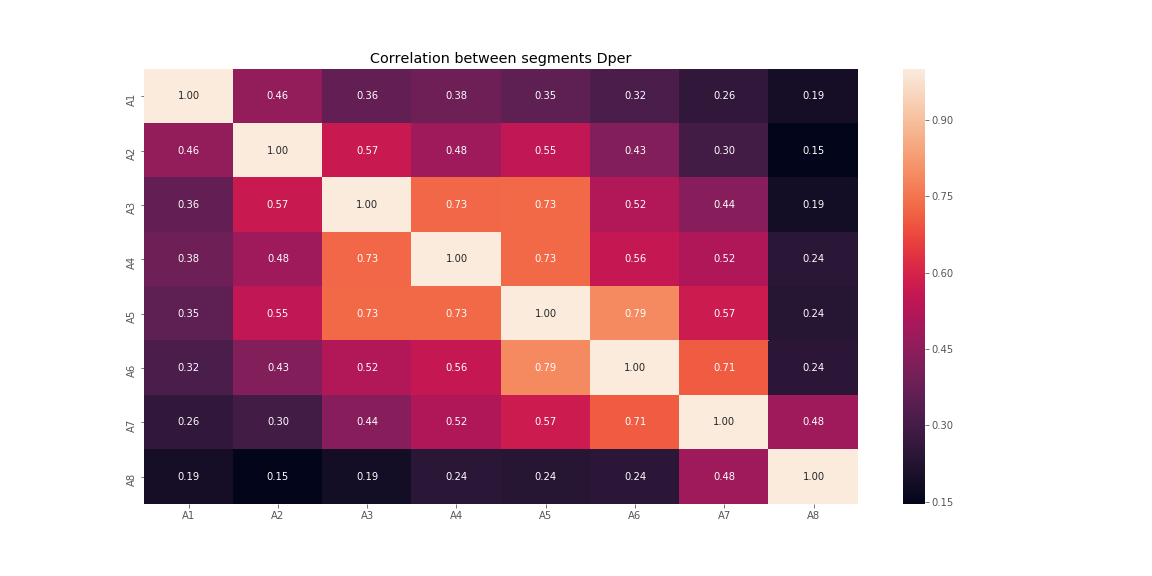 Correlation between segments Dper
A1 1.00 0.46 0.36 0.38 0.35 0.32 0.26 0.19
A2 0.46 1.00 0.57 0.48 0.55 0.43 0.30 0.15
A3 0.36 0.57 1.00 0.73 0.73 0.52 0.44 0.19
A4 0.38 0.48 0.73 1.00 0.73 0.56 0.52 0.24
A5 0.35 0.55 0.73 0.73 1.00 0.79 0.57 0.24
A6 0.32 0.43 0.52 0.56 0.79 1.00 0.71 0.24
A7 0.26 0.30 0.44 0.52 0.57 0.71 1.00 0.48
A8 0.19 0.15 0.19 0.24 0.24 0.24 0.48 1.00
A1 A2 A3 A4 A5 A6 A7 A8
0.90
0.75
0.60
0.45
0.30
0.15